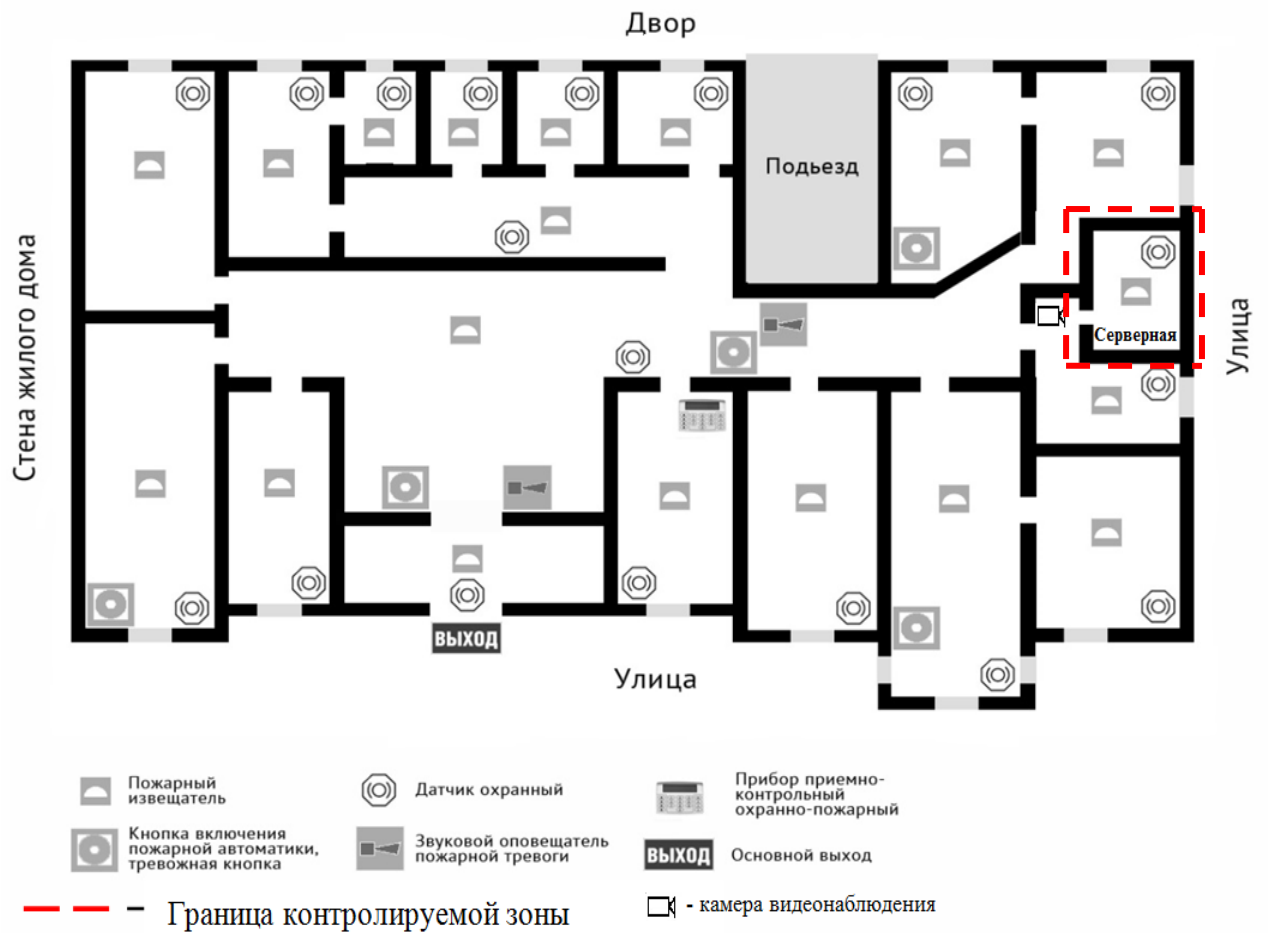 Двор
Подьезд
Стена жилого дома
Серверная
Улица
ВЫХОД
Улица
Пожарный
извещатель
Датчик охранный
Прибор приемно-
контрольный
охранно-пожарный
Кнопка включения
пожарной автоматики,
тревожная кнопка
Звуковой оповещатель
пожарной тревоги
ВЫХОД
Основной выход
Граница контролируемой зоны
- камера видеонаблюдения